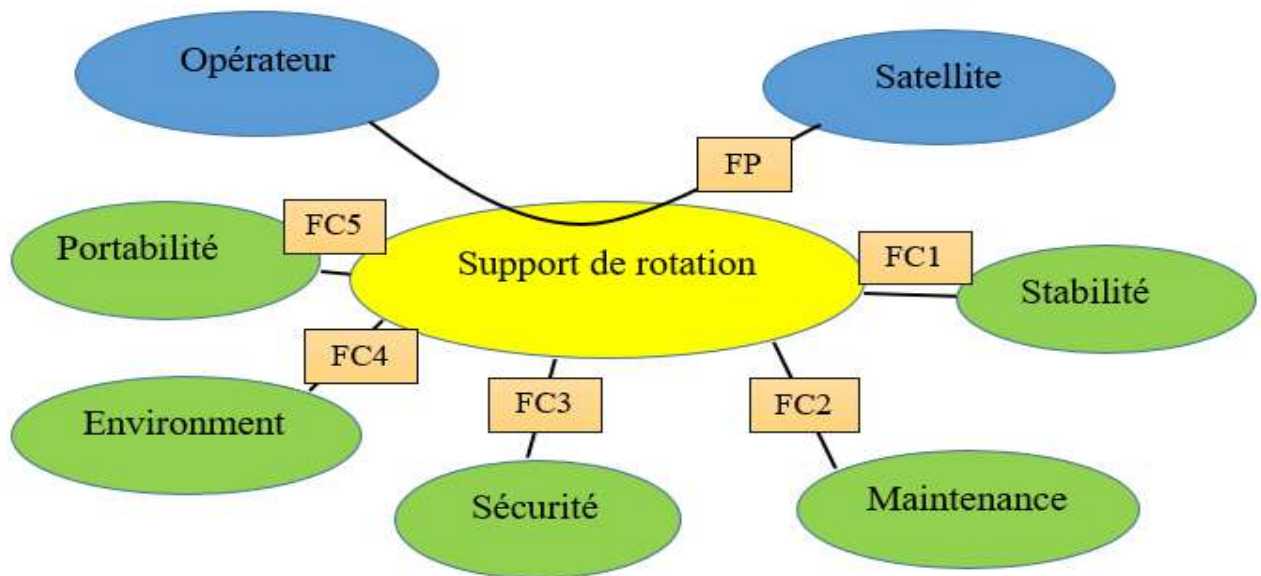 Opérateur
Satellite
FP
Portabilité
FC5
Support de rotation
FC1
Stabilité
FC4
Environment
FC3
FC2
Sécurité
Maintenance